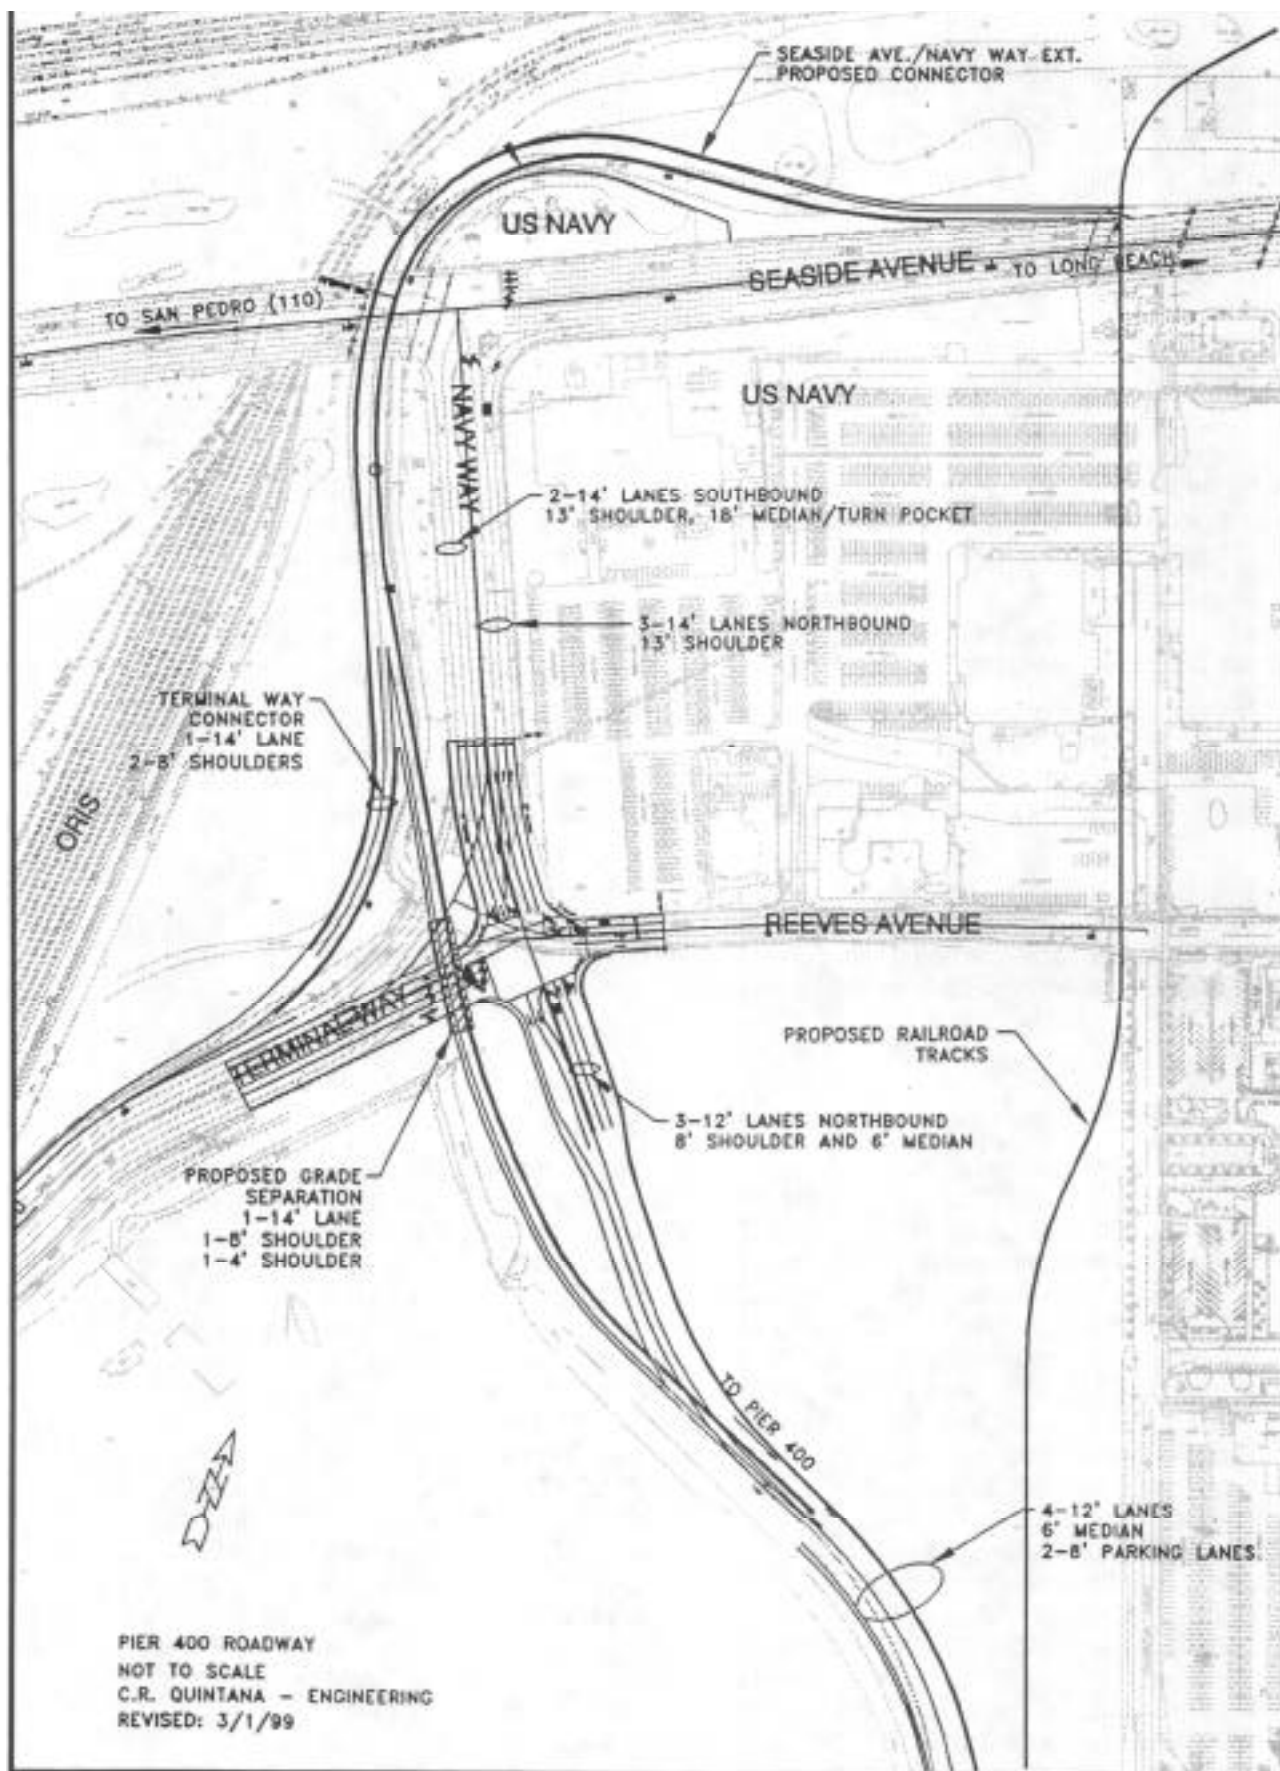 SEASIDE AVE./NAVY WAY EXT.
PROPOSED CONNECTOR
US NAVY
SEASIDE AVENUE
TO LONG BEACH
TO SAN PEDRO (110)
US NAVY
NAVY WAY
2-14' LANES SOUTHBOUND
13' SHOULDER, 18' MEDIAN/TURN POCKET
3-14' LANES NORTHBOUND
13' SHOULDER
TERMINAL WAY
CONNECTOR
1-14' LANE
2-8' SHOULDERS
ORIS
REEVES AVENUE
TERMINAL WAY
PROPOSED RAILROAD
TRACKS
3-12' LANES NORTHBOUND
8' SHOULDER AND 6' MEDIAN
PROPOSED GRADE
SEPARATION
1-14' LANE
1-8' SHOULDER
1-4' SHOULDER
TO PIER 400
4-12' LANES
6' MEDIAN
2-8' PARKING LANES
PIER 400 ROADWAY
NOT TO SCALE
C.R. QUINTANA - ENGINEERING
REVISED: 3/1/99